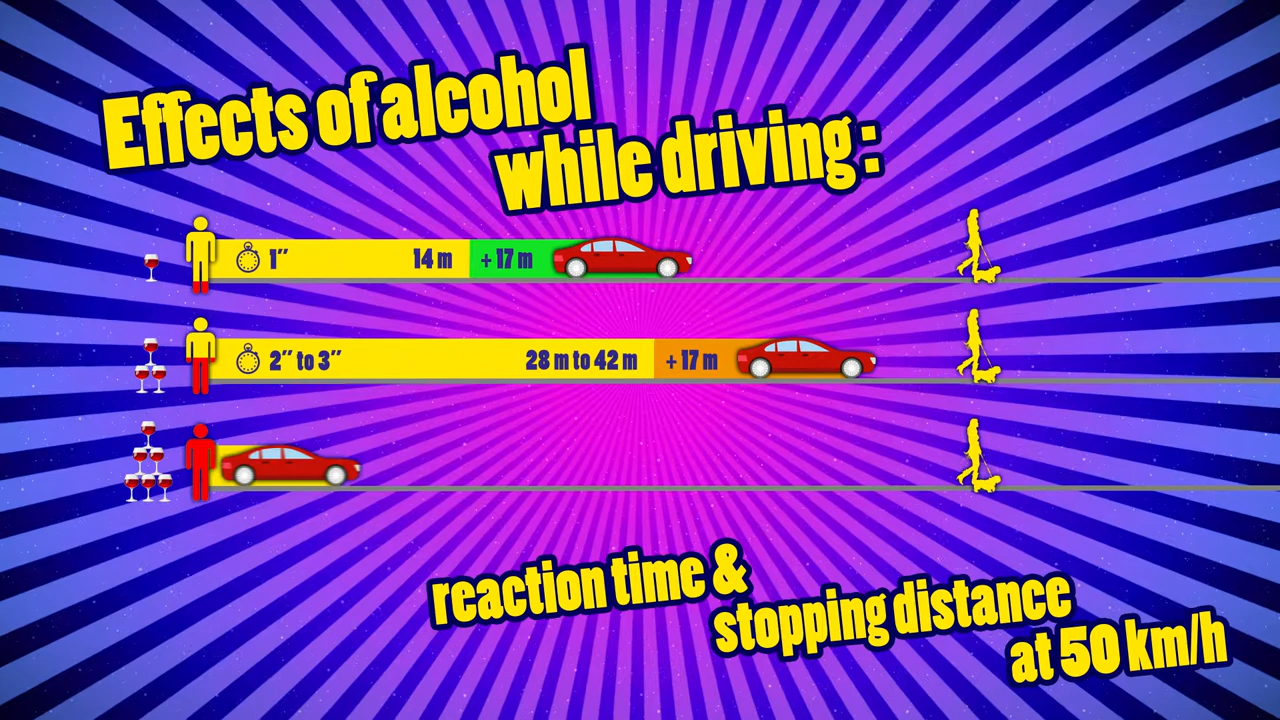 Effects of alcohol
while driving :
1” 14 m + 17 m
2” to 3” 28 m to 42 m + 17 m
reaction time &
stopping distance
at 50 km/h